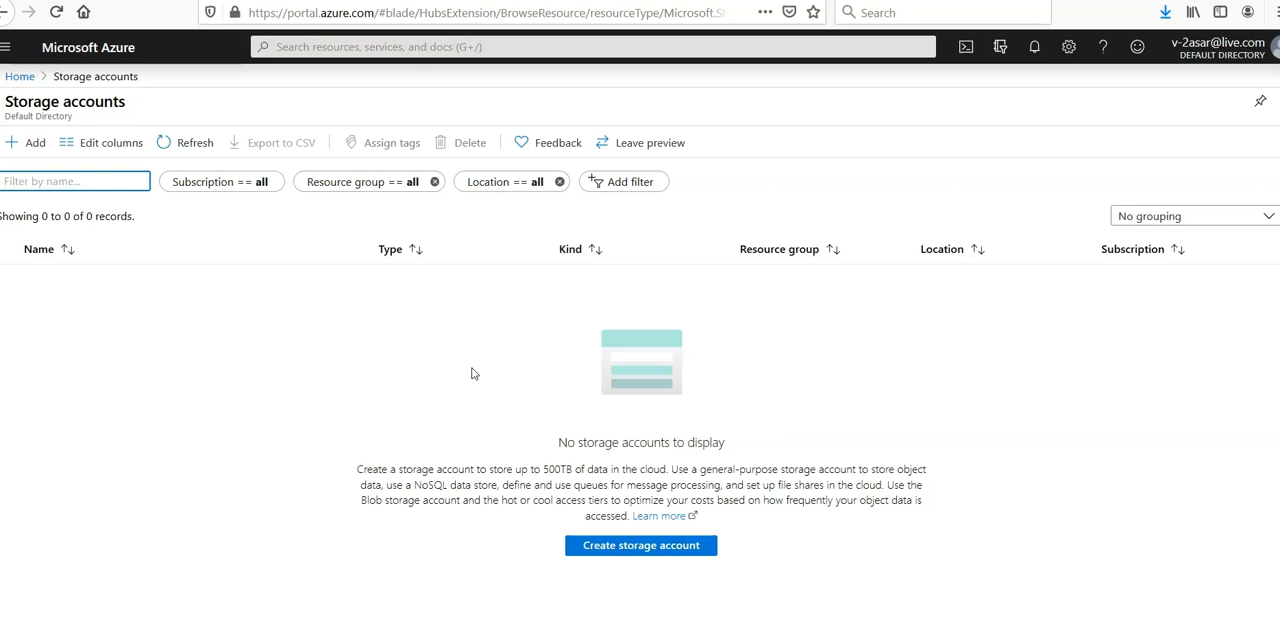 https://portal.azure.com/#blade/HubsExtension/BrowseResource/resourceType/Microsoft.St
Search
Microsoft Azure
Search resources, services, and docs (G+/)
v-2asar@live.com
DEFAULT DIRECTORY
Home > Storage accounts
Storage accounts
Default Directory
Add
Edit columns
Refresh
Export to CSV
Assign tags
Delete
Feedback
Leave preview
Filter by name...
Subscription == all
Resource group == all
Location == all
Add filter
Showing 0 to 0 of 0 records.
No grouping
Name
Type
Kind
Resource group
Location
Subscription
No storage accounts to display
Create a storage account to store up to 500TB of data in the cloud. Use a general-purpose storage account to store object
data, use a NoSQL data store, define and use queues for message processing, and set up file shares in the cloud. Use the
Blob storage account and the hot or cool access tiers to optimize your costs based on how frequently your object data is
accessed. Learn more
Create storage account